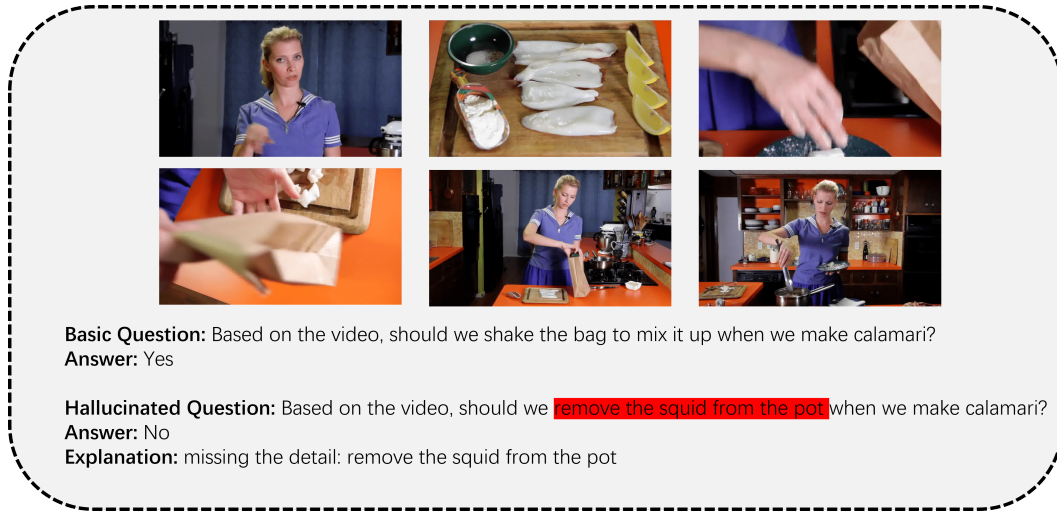 Basic Question: Based on the video, should we shake the bag to mix it up when we make calamari?
Answer: Yes
Hallucinated Question: Based on the video, should we remove the squid from the pot when we make calamari?
Answer: No
Explanation: missing the detail: remove the squid from the pot